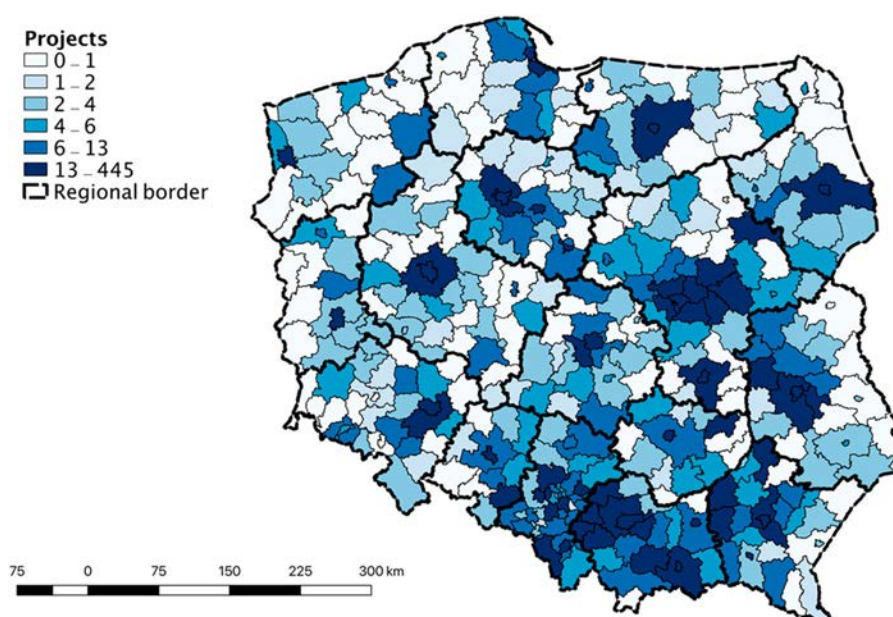 Projects
0 – 1
1 – 2
2 – 4
4 – 6
6 – 13
13 – 445
Regional border
75 0 75 150 225 300 km